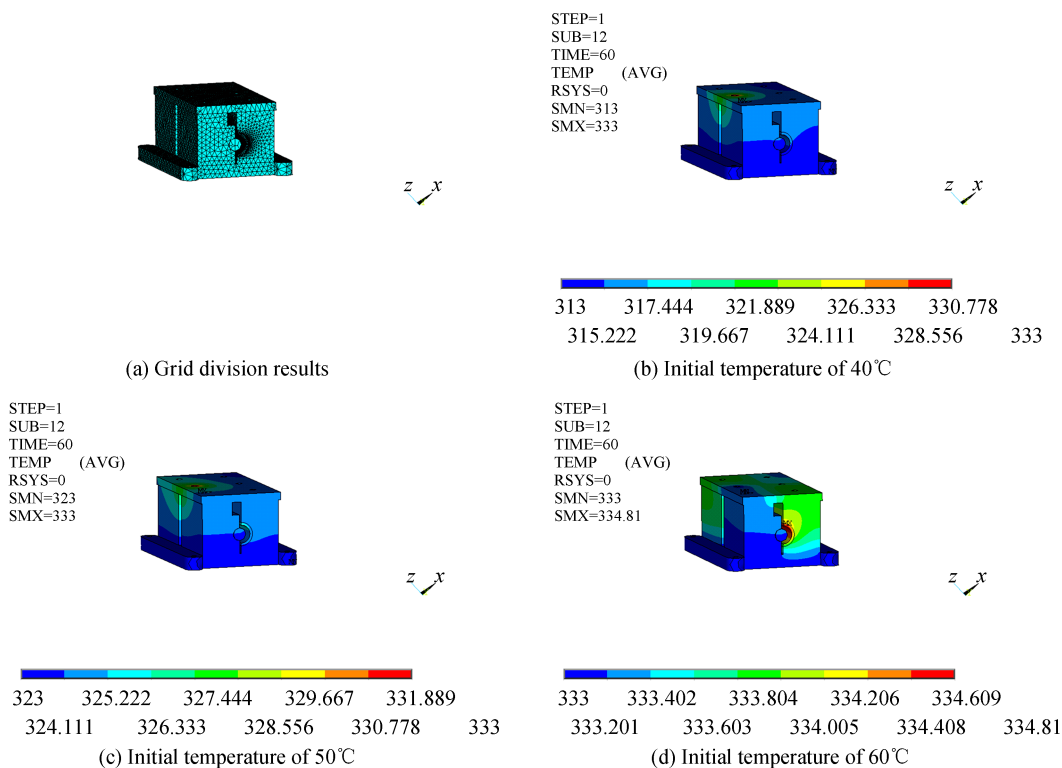 z x
(a) Grid division results
STEP=1
SUB=12
TIME=60
TEMP (AVG)
RSYS=0
SMN=313
SMX=333
z x
313 317.444 321.889 326.333 330.778
315.222 319.667 324.111 328.556 333
(b) Initial temperature of 40℃
STEP=1
SUB=12
TIME=60
TEMP (AVG)
RSYS=0
SMN=323
SMX=333
z x
323 325.222 327.444 329.667 331.889
324.111 326.333 328.556 330.778 333
(c) Initial temperature of 50℃
STEP=1
SUB=12
TIME=60
TEMP (AVG)
RSYS=0
SMN=333
SMX=334.81
z x
333 333.402 333.804 334.206 334.609
333.201 333.603 334.005 334.408 334.81
(d) Initial temperature of 60℃